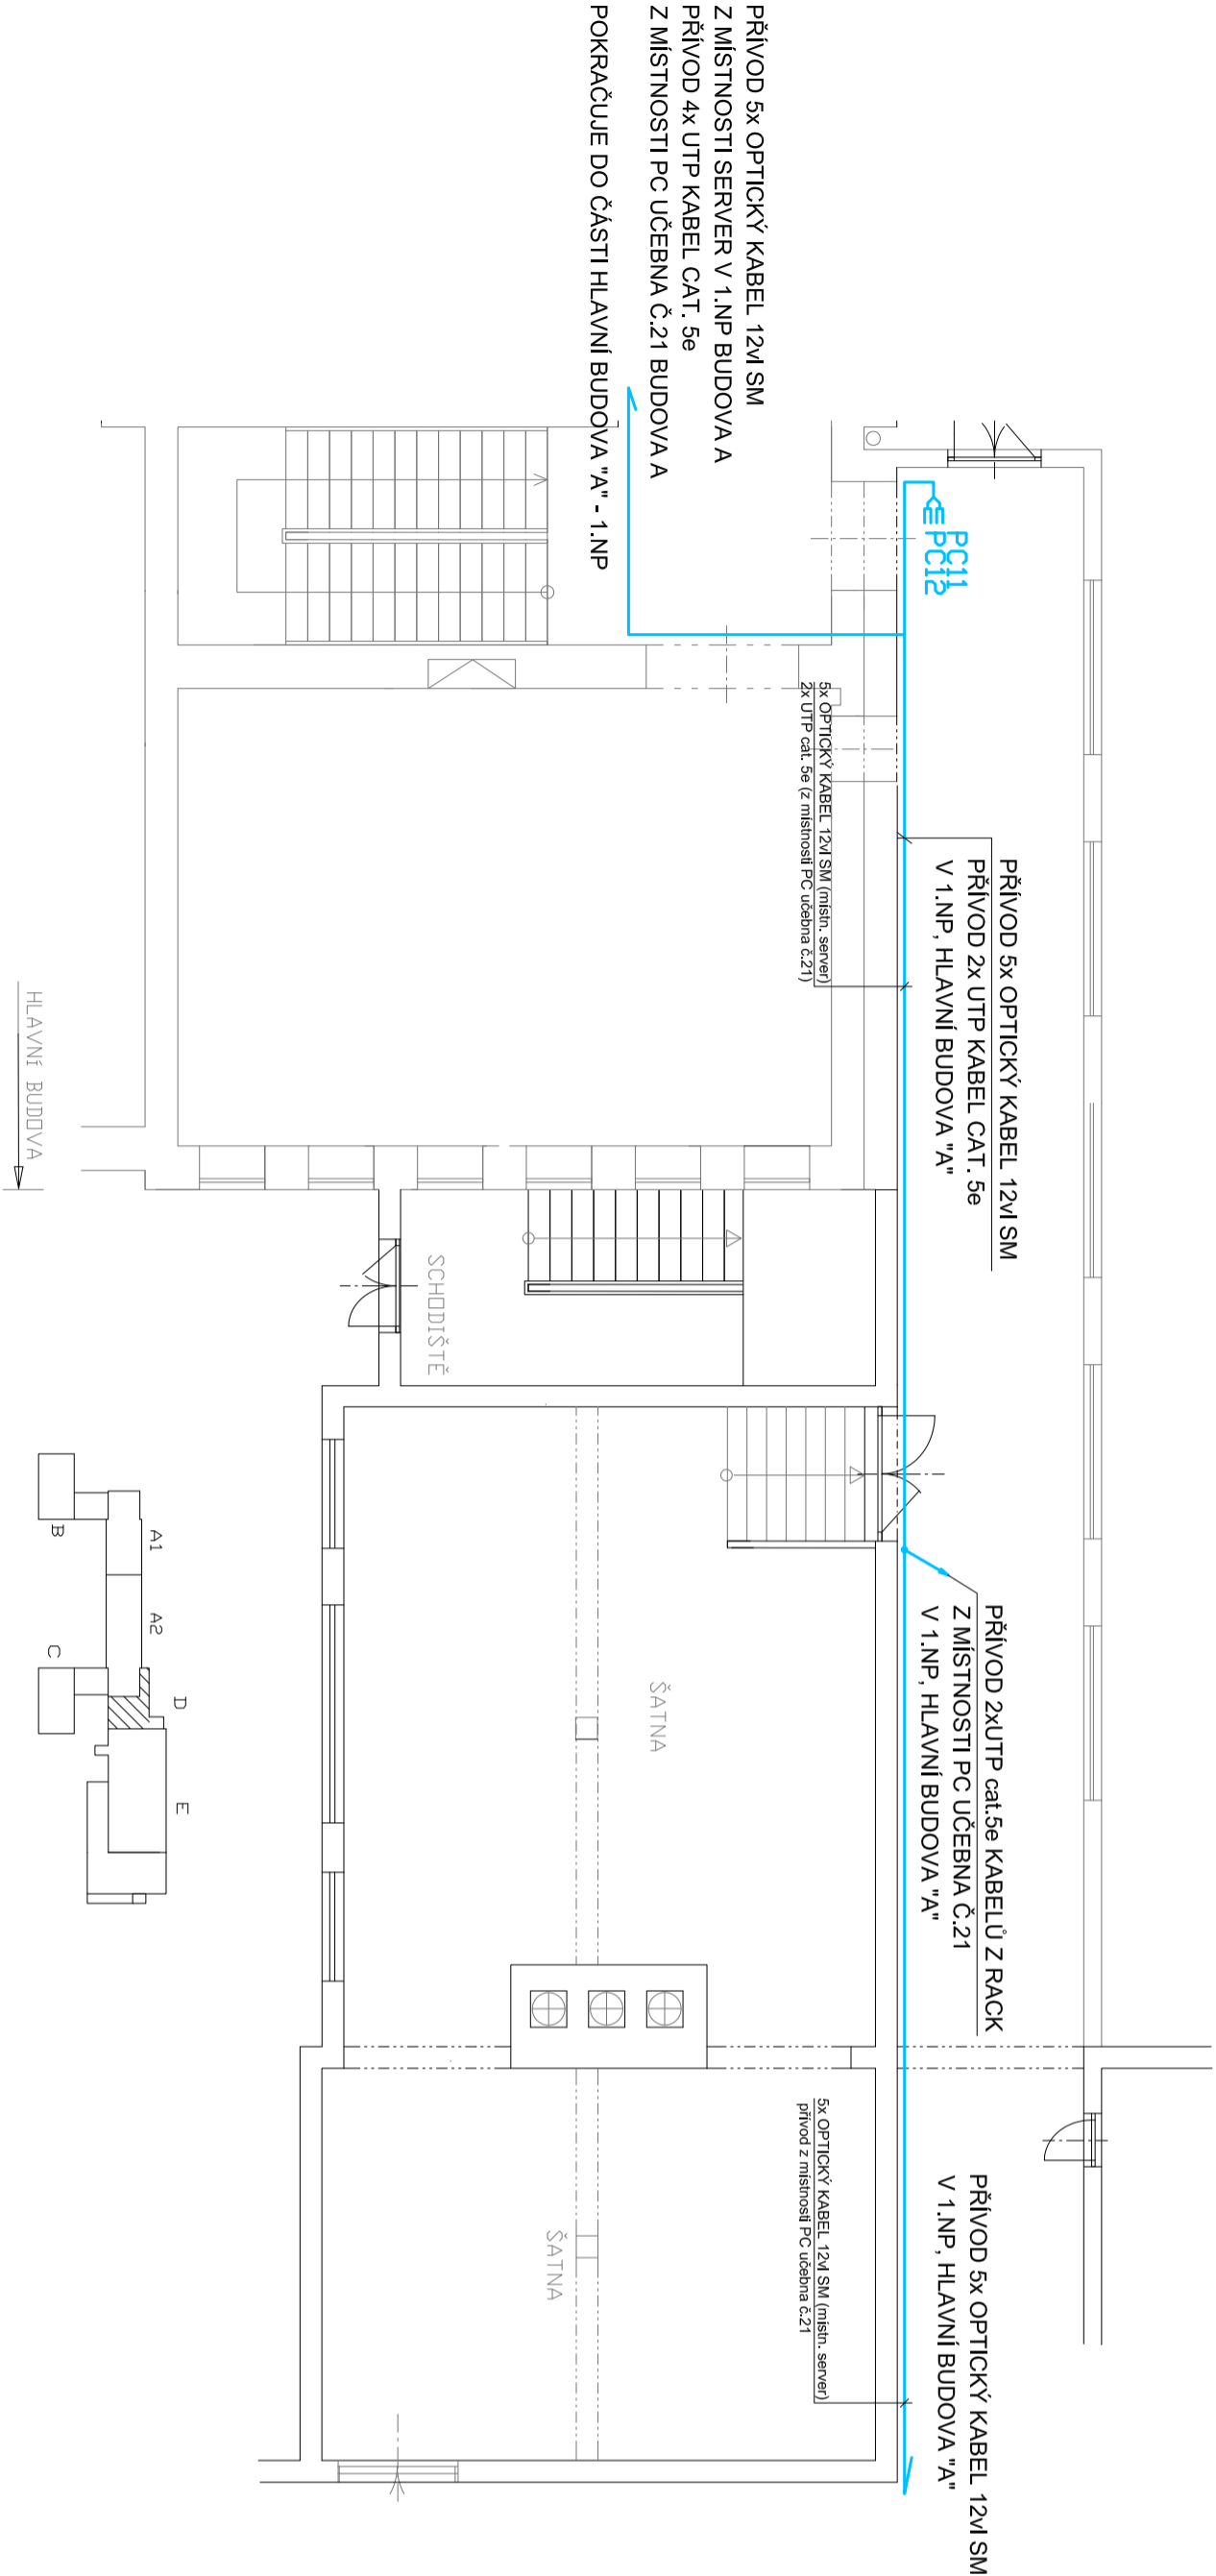 PŘÍVOD 5x OPTICKÝ KABEL 12vl SM
Z MÍSTNOSTI SERVER V 1.NP BUDOVA A
PŘÍVOD 4x UTP KABEL CAT. 5e
Z MÍSTNOSTI PC UČEBNA Č.21 BUDOVA A
POKRAČUJE DO ČÁSTI HLAVNÍ BUDOVA "A" - 1.NP
PC11
PC12
5x OPTICKÝ KABEL 12vl SM (místn. server)
2x UTP cat. 5e (z místnosti PC učebna č.21)
PŘÍVOD 5x OPTICKÝ KABEL 12vl SM
PŘÍVOD 2x UTP KABEL CAT. 5e
V 1.NP, HLAVNÍ BUDOVA "A"
HLAVNÍ BUDOVA
SCHODIŠTĚ
PŘÍVOD 2xUTP cat.5e KABELŮ Z RACK
Z MÍSTNOSTI PC UČEBNA Č.21
V 1.NP, HLAVNÍ BUDOVA "A"
ŠATNA
ŠATNA
5x OPTICKÝ KABEL 12vl SM (místn. server)
přívod z místnosti PC učebna č.21
PŘÍVOD 5x OPTICKÝ KABEL 12vl SM
V 1.NP, HLAVNÍ BUDOVA "A"
A1
A2
B
C
D
E